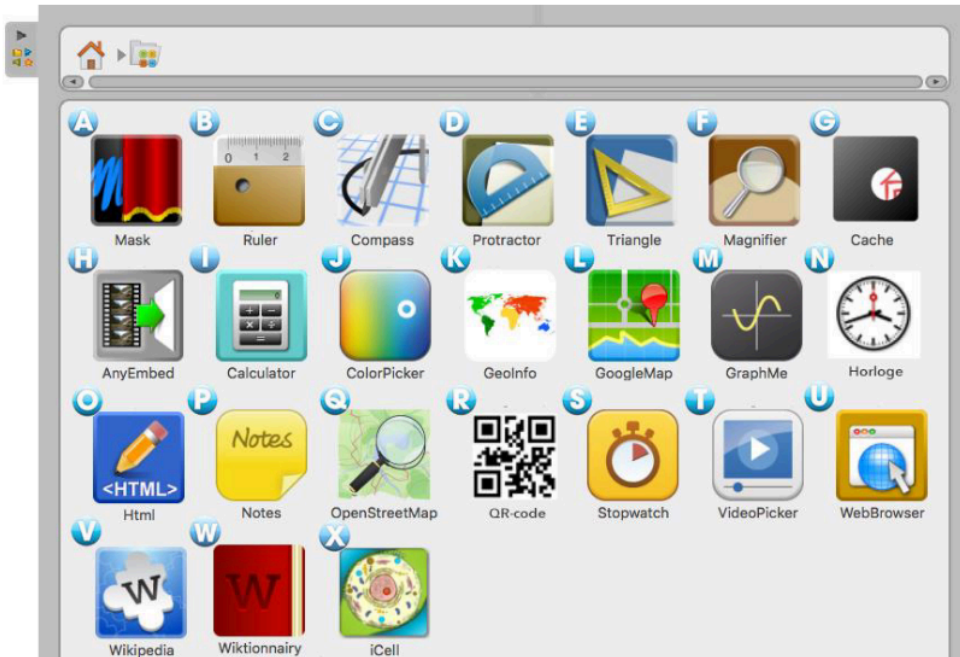 A B C D E F G
0 1 2
Mask Ruler Compass Protractor Triangle Magnifier Cache
H I J K L M N
0
+ −
× ÷
=
AnyEmbed Calculator ColorPicker GeoInfo GoogleMap GraphMe Horloge
O P Q R S T U
Notes
<HTML>
Html Notes OpenStreetMap QR-code Stopwatch VideoPicker WebBrowser
V W X
W W
Wikipedia Wiktionnairy iCell